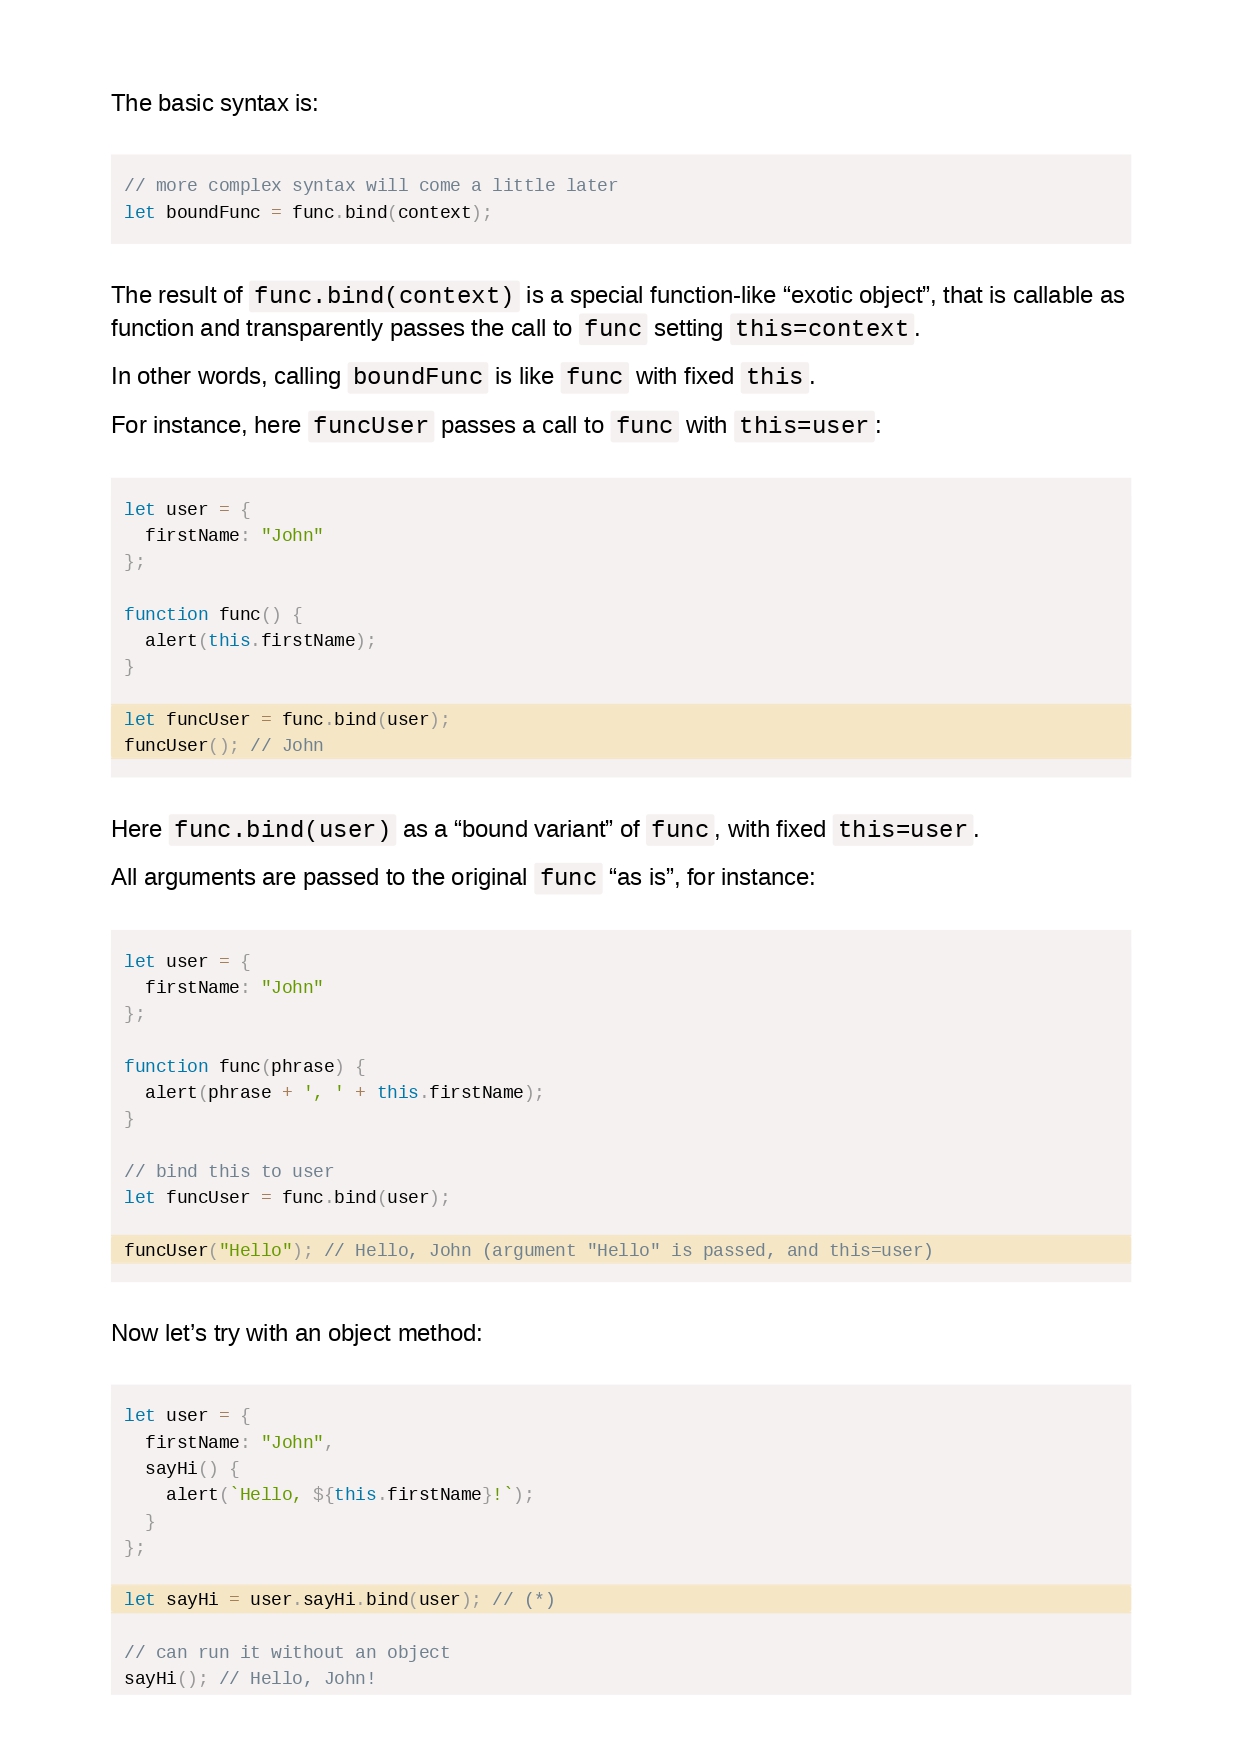 The basic syntax is:
// more complex syntax will come a little later
let boundFunc = func.bind(context);
The result of func.bind(context) is a special function-like “exotic object”, that is callable as
function and transparently passes the call to func setting this=context.
In other words, calling boundFunc is like func with fixed this.
For instance, here funcUser passes a call to func with this=user:
let user = {
  firstName: "John"
};
function func() {
  alert(this.firstName);
}
let funcUser = func.bind(user);
funcUser(); // John
Here func.bind(user) as a “bound variant” of func, with fixed this=user.
All arguments are passed to the original func “as is”, for instance:
let user = {
  firstName: "John"
};
function func(phrase) {
  alert(phrase + ', ' + this.firstName);
}
// bind this to user
let funcUser = func.bind(user);
funcUser("Hello"); // Hello, John (argument "Hello" is passed, and this=user)
Now let’s try with an object method:
let user = {
  firstName: "John",
  sayHi() {
    alert(`Hello, ${this.firstName}!`);
  }
};
let sayHi = user.sayHi.bind(user); // (*)
// can run it without an object
sayHi(); // Hello, John!